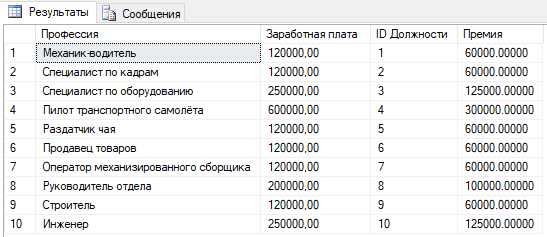 Результаты Сообщения
Профессия Заработная плата ID Должности Премия
1 Механик-водитель 120000,00 1 60000.00000
2 Специалист по кадрам 120000,00 2 60000.00000
3 Специалист по оборудованию 250000,00 3 125000.00000
4 Пилот транспортного самолёта 600000,00 4 300000.00000
5 Раздатчик чая 120000,00 5 60000.00000
6 Продавец товаров 120000,00 6 60000.00000
7 Оператор механизированного сборщика 120000,00 7 60000.00000
8 Руководитель отдела 200000,00 8 100000.00000
9 Строитель 120000,00 9 60000.00000
10 Инженер 250000,00 10 125000.00000